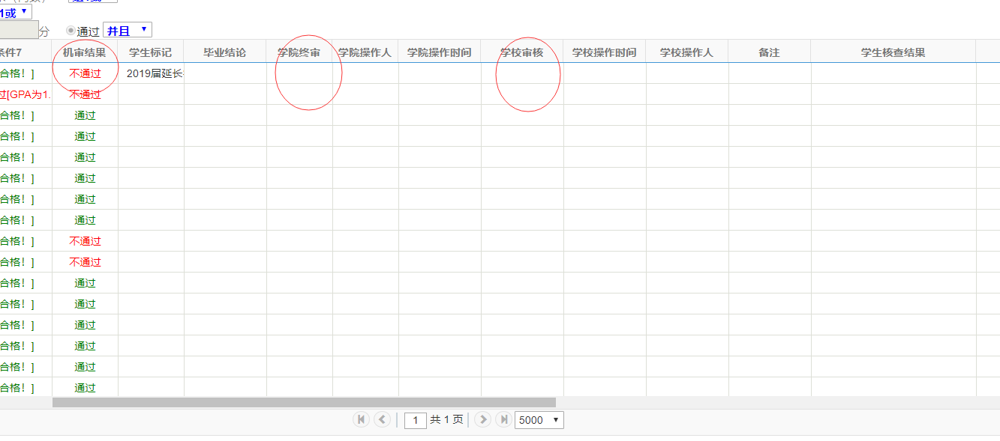 1或
分 通过 并且
条件7 机审结果 学生标记 毕业结论 学院终审 学院操作人 学院操作时间 学校审核 学校操作时间 学校操作人 备注 学生核查结果
合格！] 不通过 2019届延长
过[GPA为1. 不通过
合格！] 通过
合格！] 通过
合格！] 通过
合格！] 通过
合格！] 通过
合格！] 通过
合格！] 不通过
合格！] 不通过
合格！] 通过
合格！] 通过
合格！] 通过
合格！] 通过
合格！] 通过
合格！] 通过
1 共 1 页 5000